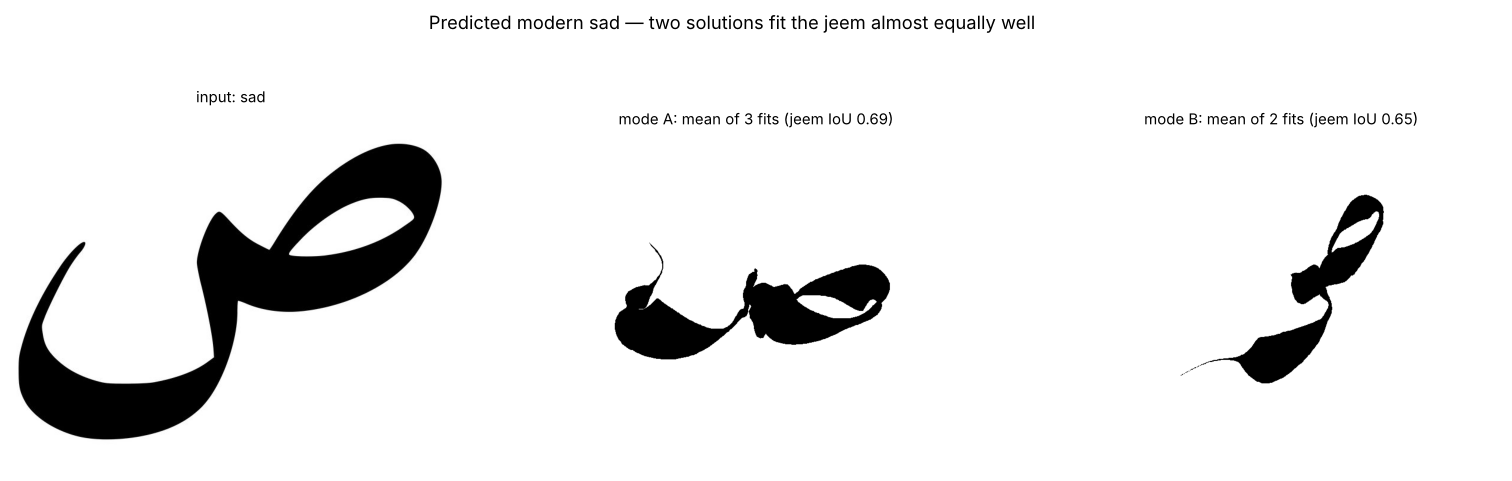 Predicted modern sad — two solutions fit the jeem almost equally well
input: sad
mode A: mean of 3 fits (jeem IoU 0.69)
mode B: mean of 2 fits (jeem IoU 0.65)
ص